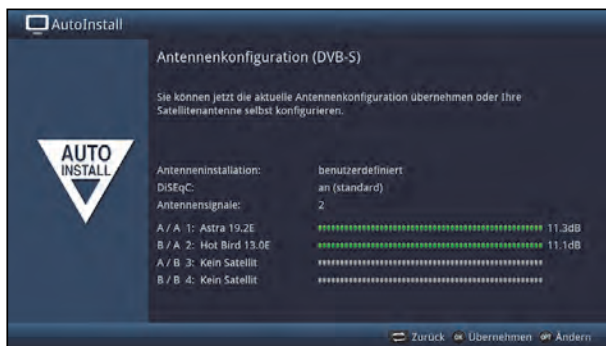 AutoInstall
Antennenkonfiguration (DVB-S)
Sie können jetzt die aktuelle Antennenkonfiguration übernehmen oder Ihre
Satellitenantenne selbst konfigurieren.
AUTO
INSTALL
Antenneninstallation: benutzerdefiniert
DiSEqC: an (standard)
Antennensignale: 2
A / A 1: Astra 19.2E 11.3dB
B / A 2: Hot Bird 13.0E 11.1dB
A / B 3: Kein Satellit
B / B 4: Kein Satellit
Zurück OK Übernehmen OPT Ändern